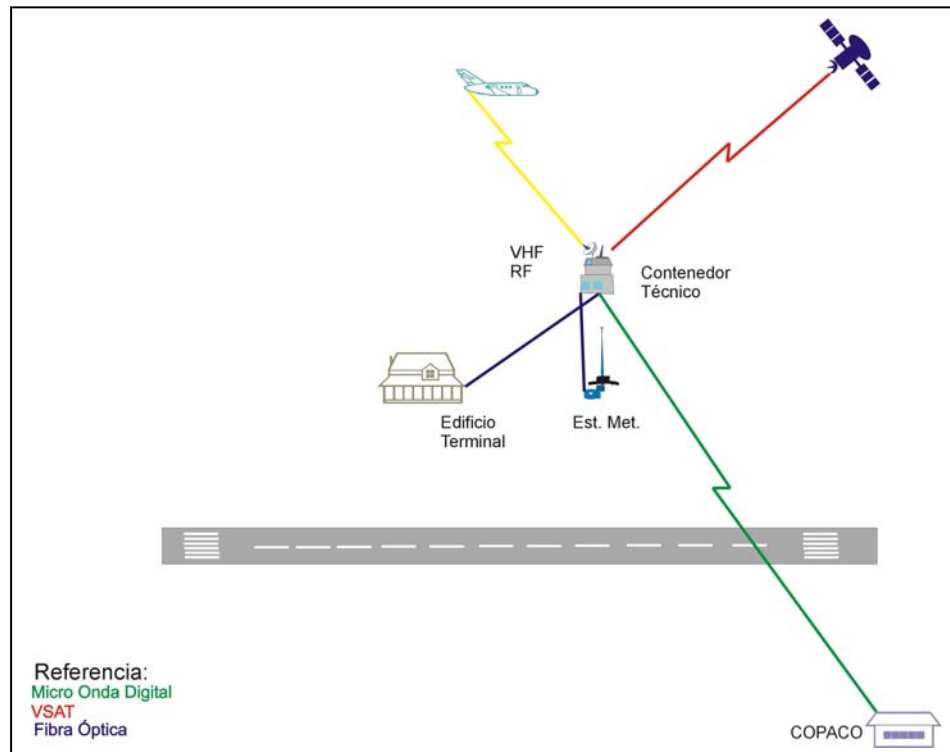 VHF
RF
Contenedor
Técnico
Edificio
Terminal
Est. Met.
Referencia:
Micro Onda Digital
VSAT
Fibra Óptica
COPACO